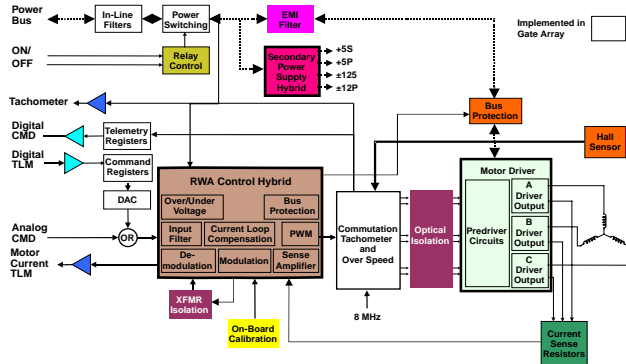 Power
Bus
In-Line
Filters
Power
Switching
EMI
Filter
Implemented in
Gate Array
ON/
OFF
Relay
Control
Secondary
Power
Supply
Hybrid
+5S
+5P
±125
±12P
Tachometer
Bus
Protection
Digital
CMD
Telemetry
Registers
Hall
Sensor
Digital
TLM
Command
Registers
RWA Control Hybrid
Motor Driver
DAC
Over/Under
Voltage
Bus
Protection
Commutation
Tachometer
and
Over Speed
Optical
Isolation
Predriver
Circuits
A
Driver
Output
B
Driver
Output
C
Driver
Output
Analog
CMD
OR
Input
Filter
Current Loop
Compensation
PWM
Motor
Current
TLM
De-
modulation
Modulation
Sense
Amplifier
XFMR
Isolation
On-Board
Calibration
8 MHz
Current
Sense
Resistors